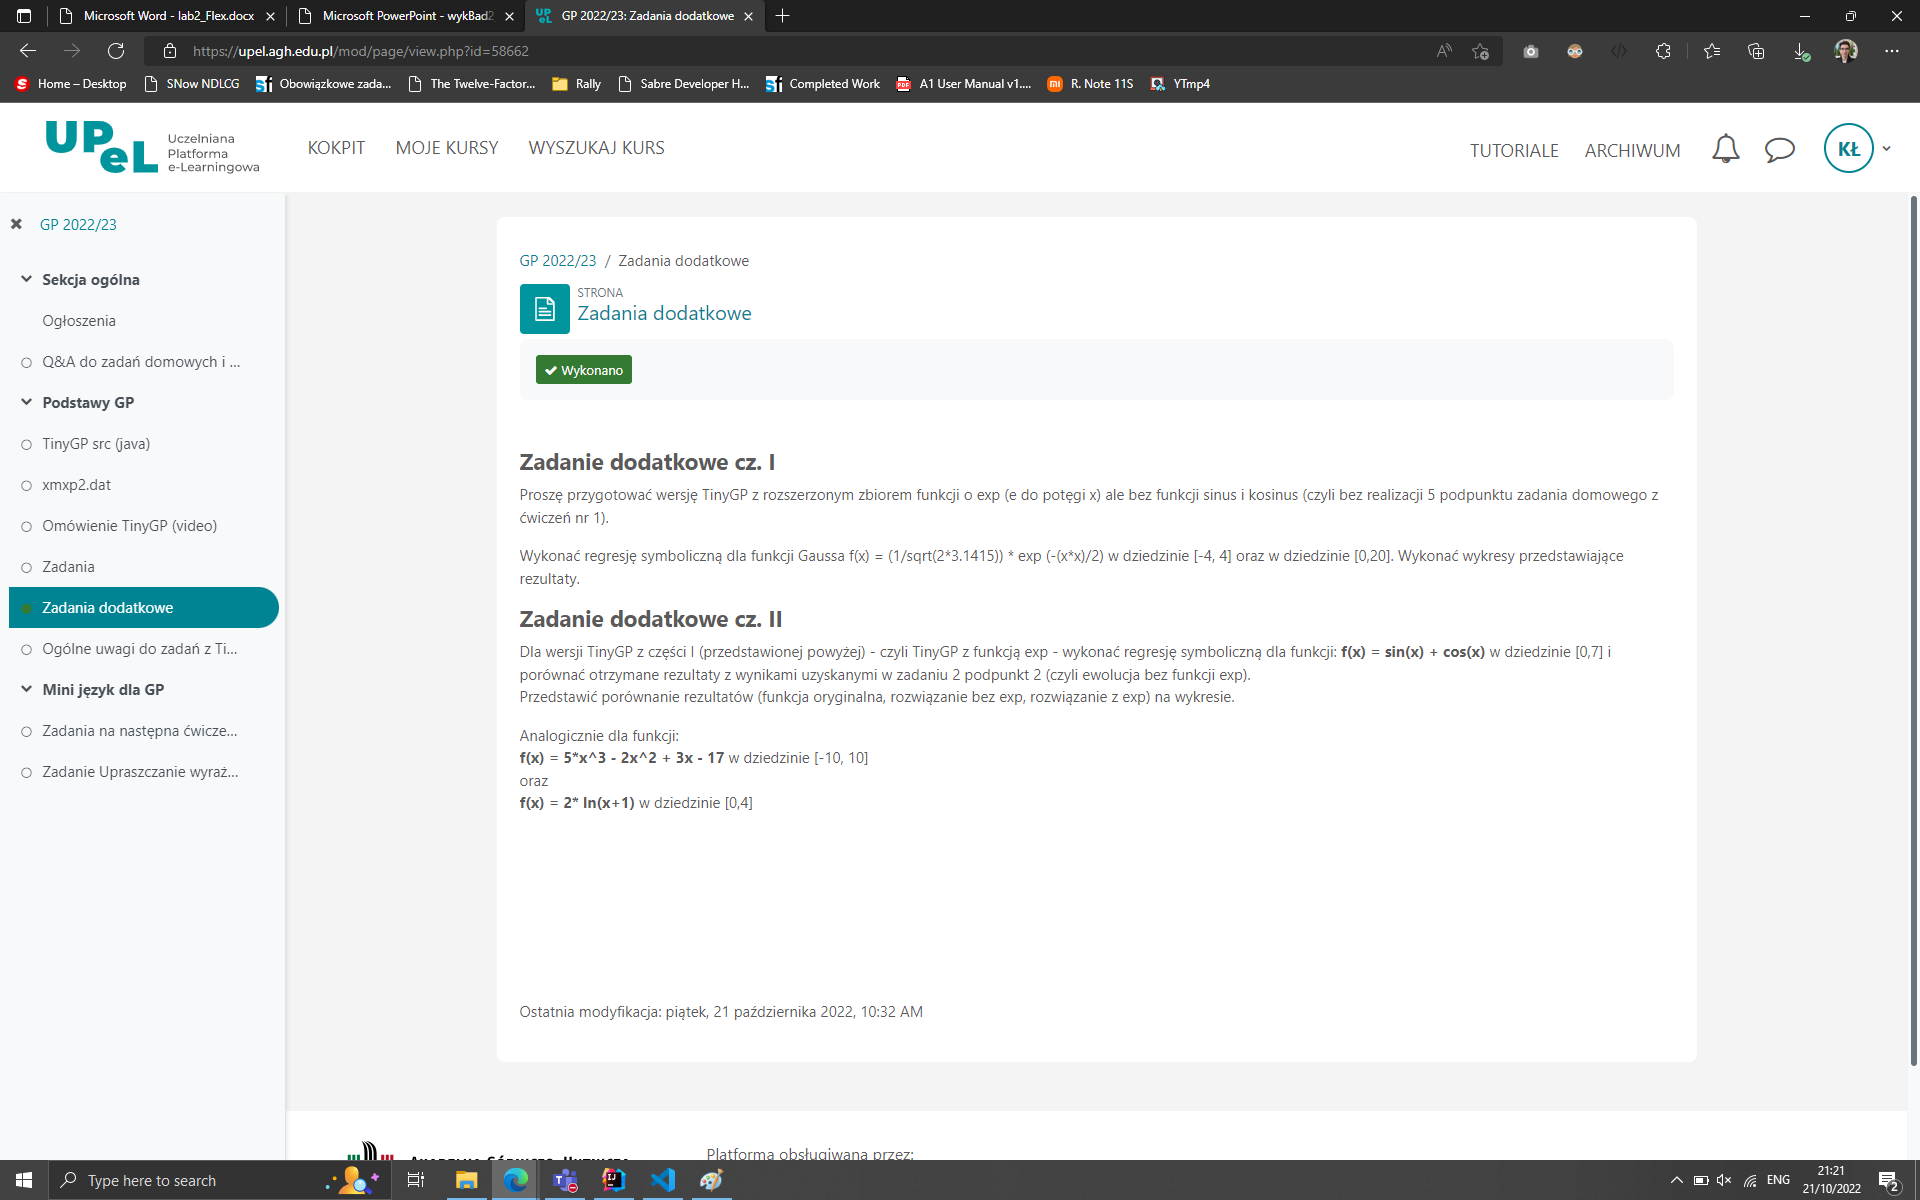 Microsoft Word - lab2_Flex.docx
Microsoft PowerPoint - wykBad2
GP 2022/23: Zadania dodatkowe
https://upel.agh.edu.pl/mod/page/view.php?id=58662
Home – Desktop
SNow NDLCG
Obowiązkowe zada...
The Twelve-Factor...
Rally
Sabre Developer H...
Completed Work
A1 User Manual v1....
R. Note 11S
YTmp4
UPeL
Uczelniana
Platforma
e-Learningowa
KOKPIT
MOJE KURSY
WYSZUKAJ KURS
TUTORIALE
ARCHIWUM
KŁ
GP 2022/23
Sekcja ogólna
Ogłoszenia
Q&A do zadań domowych i ...
Podstawy GP
TinyGP src (java)
xmxp2.dat
Omówienie TinyGP (video)
Zadania
Zadania dodatkowe
Ogólne uwagi do zadań z Ti...
Mini język dla GP
Zadania na następna ćwicze...
Zadanie Upraszczanie wyraż...
GP 2022/23 / Zadania dodatkowe
STRONA
Zadania dodatkowe
Wykonano
Zadanie dodatkowe cz. I
Proszę przygotować wersję TinyGP z rozszerzonym zbiorem funkcji o exp (e do potęgi x) ale bez funkcji sinus i kosinus (czyli bez realizacji 5 podpunktu zadania domowego z
ćwiczeń nr 1).
Wykonać regresję symboliczną dla funkcji Gaussa f(x) = (1/sqrt(2*3.1415)) * exp (-(x*x)/2) w dziedzinie [-4, 4] oraz w dziedzinie [0,20]. Wykonać wykresy przedstawiające
rezultaty.
Zadanie dodatkowe cz. II
Dla wersji TinyGP z części I (przedstawionej powyżej) - czyli TinyGP z funkcją exp - wykonać regresję symboliczną dla funkcji: f(x) = sin(x) + cos(x) w dziedzinie [0,7] i
porównać otrzymane rezultaty z wynikami uzyskanymi w zadaniu 2 podpunkt 2 (czyli ewolucja bez funkcji exp).
Przedstawić porównanie rezultatów (funkcja oryginalna, rozwiązanie bez exp, rozwiązanie z exp) na wykresie.
Analogicznie dla funkcji:
f(x) = 5*x^3 - 2x^2 + 3x - 17 w dziedzinie [-10, 10]
oraz
f(x) = 2* ln(x+1) w dziedzinie [0,4]
Ostatnia modyfikacja: piątek, 21 października 2022, 10:32 AM
Platforma obsługiwana przez:
Type here to search
ENG
21:21
21/10/2022
2